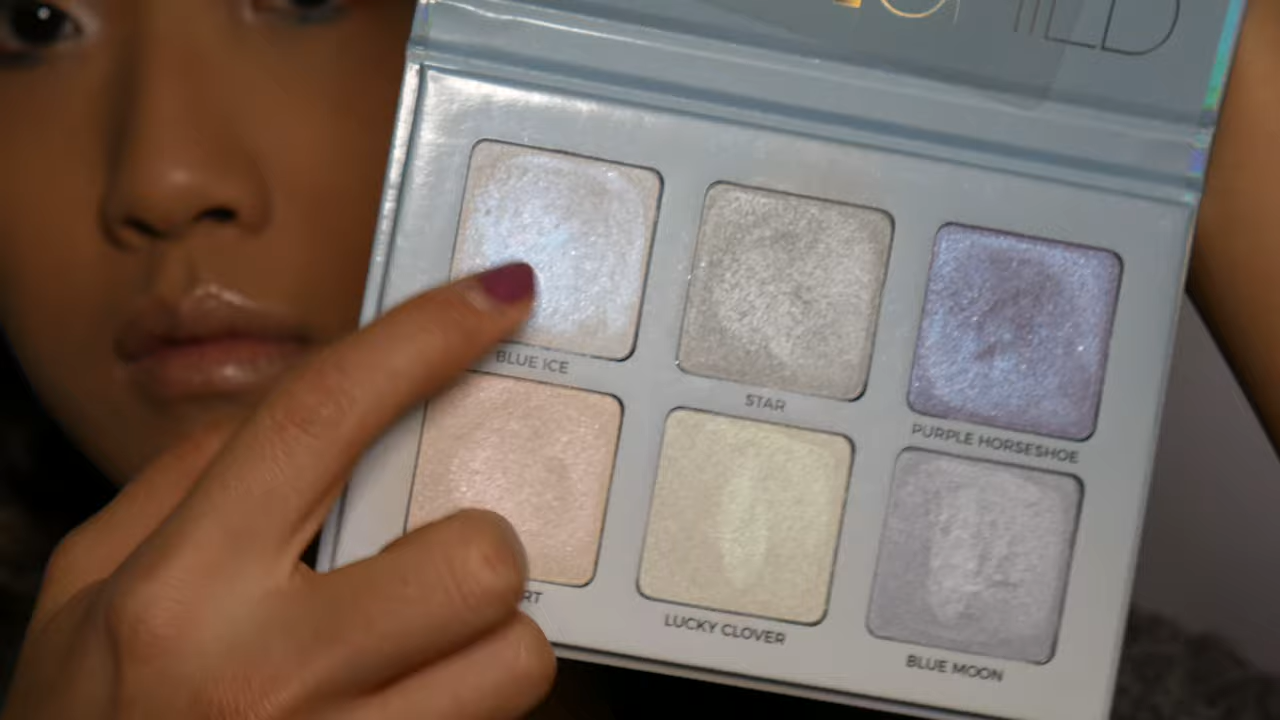 BLUE ICE
STAR
PURPLE HORSESHOE
LUCKY CLOVER
BLUE MOON